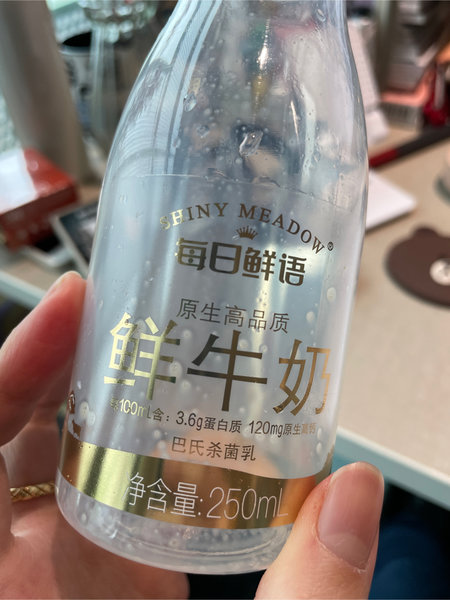 SHINY MEADOW®
每日鲜语
原生高品质
鲜牛奶
每100mL含：3.6g蛋白质 120mg原生高钙
巴氏杀菌乳
净含量:250mL